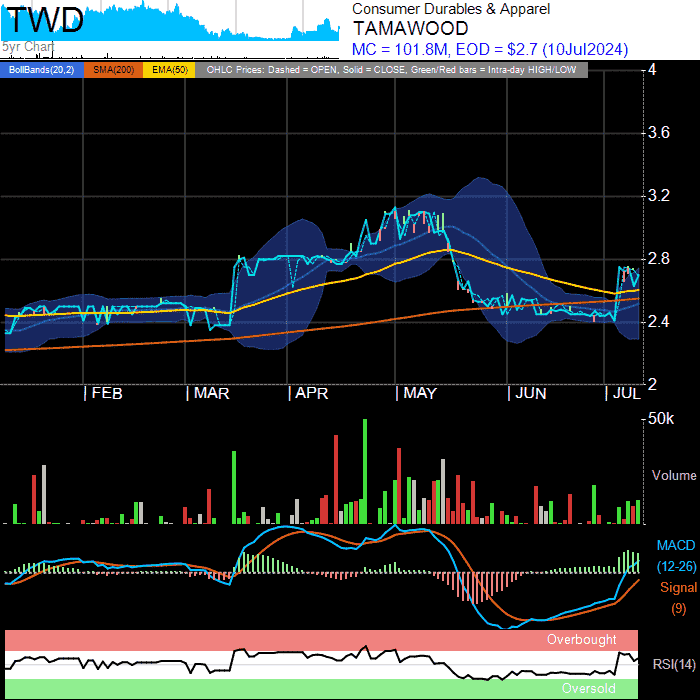 TWD
5yr Chart
Consumer Durables & Apparel
TAMAWOOD
MC = 101.8M, EOD = $2.7 (10Jul2024)
BollBands(20,2) SMA(200) EMA(50) OHLC Prices: Dashed = OPEN, Solid = CLOSE, Green/Red bars = Intra-day HIGH/LOW
4
3.6
3.2
2.8
2.4
2
FEB MAR APR MAY JUN JUL
50k
Volume
MACD
(12-26)
Signal
(9)
Overbought
RSI(14)
Oversold